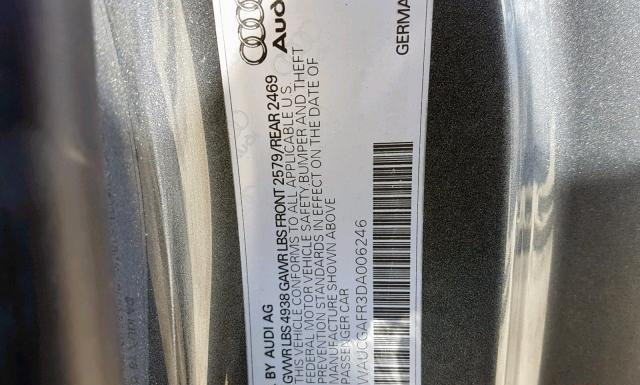 Audi
GERMA
. BY AUDI AG
GVWR LBS 4938 GAWR LBS FRONT 2579/REAR 2469
THIS VEHICLE CONFORMS TO ALL APPLICABLE U.S.
FEDERAL MOTOR VEHICLE SAFETY BUMPER AND THEFT
PREVENTION STANDARDS IN EFFECT ON THE DATE OF
MANUFACTURE SHOWN ABOVE
PASSENGER CAR
WAUCGAFR3DA006246